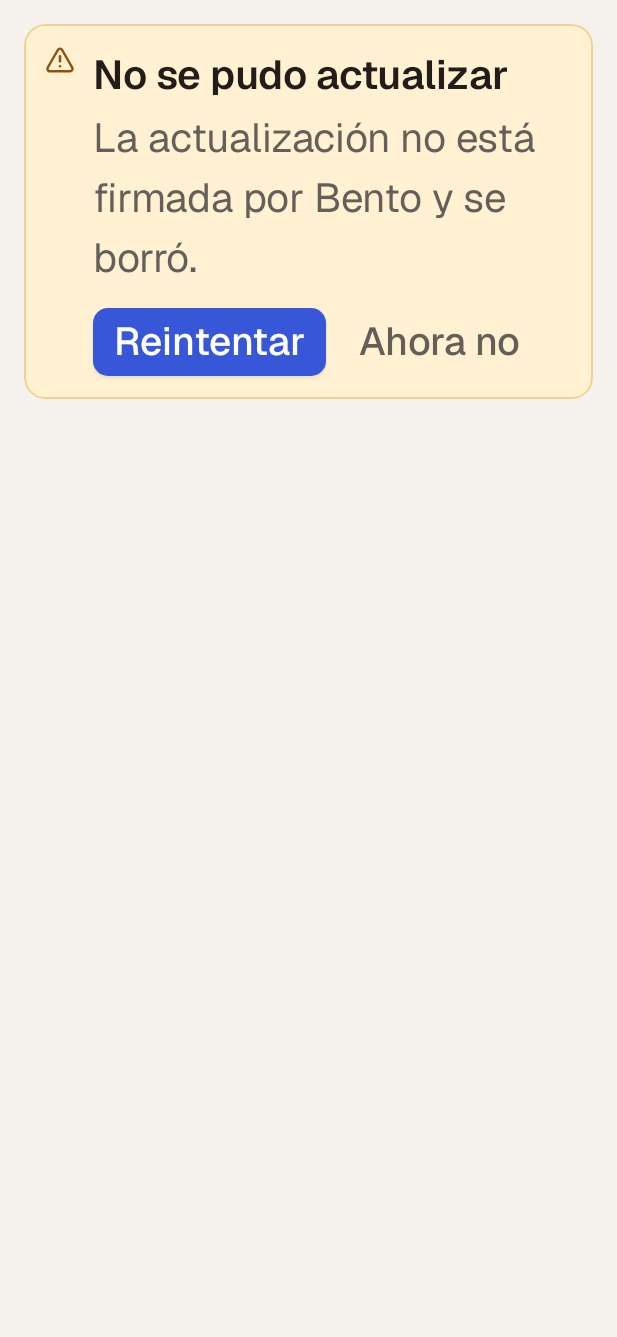 No se pudo actualizar
La actualización no está
firmada por Bento y se
borró.
Reintentar
Ahora no